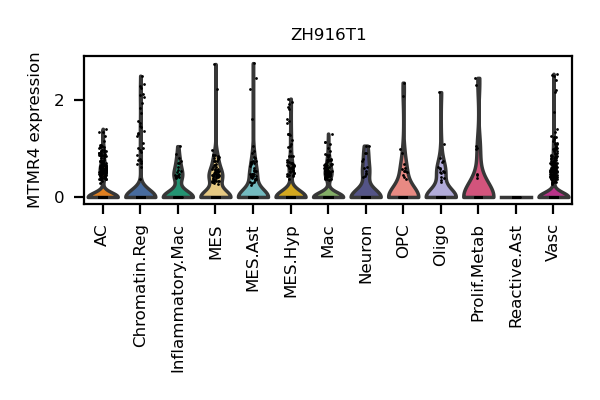 ZH916T1
MTMR4 expression
2
0
AC
Chromatin.Reg
Inflammatory.Mac
MES
MES.Ast
MES.Hyp
Mac
Neuron
OPC
Oligo
Prolif.Metab
Reactive.Ast
Vasc